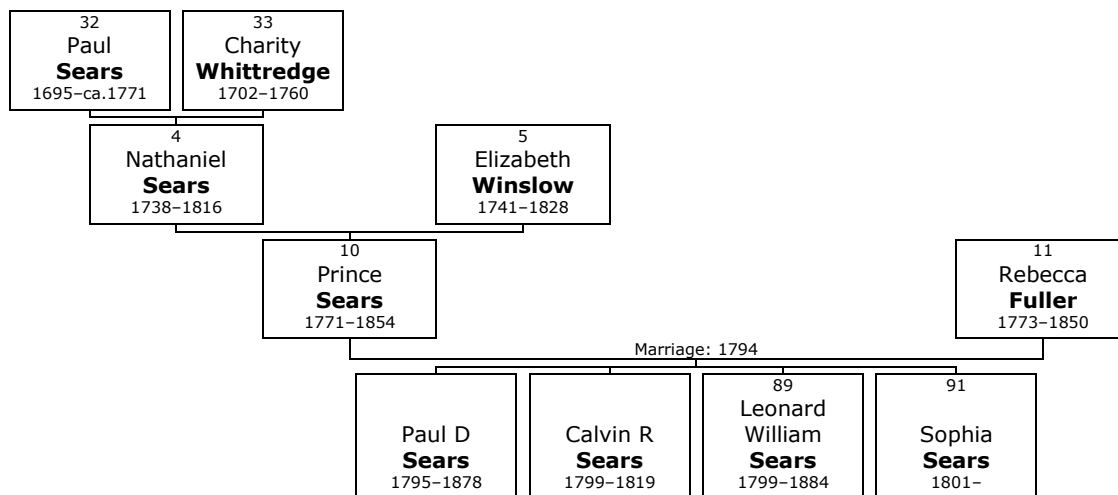 32
Paul
Sears
1695–ca.1771
33
Charity
Whittredge
1702–1760
4
Nathaniel
Sears
1738–1816
5
Elizabeth
Winslow
1741–1828
10
Prince
Sears
1771–1854
11
Rebecca
Fuller
1773–1850
Marriage: 1794
Paul D
Sears
1795–1878
Calvin R
Sears
1799–1819
89
Leonard
William
Sears
1799–1884
91
Sophia
Sears
1801–